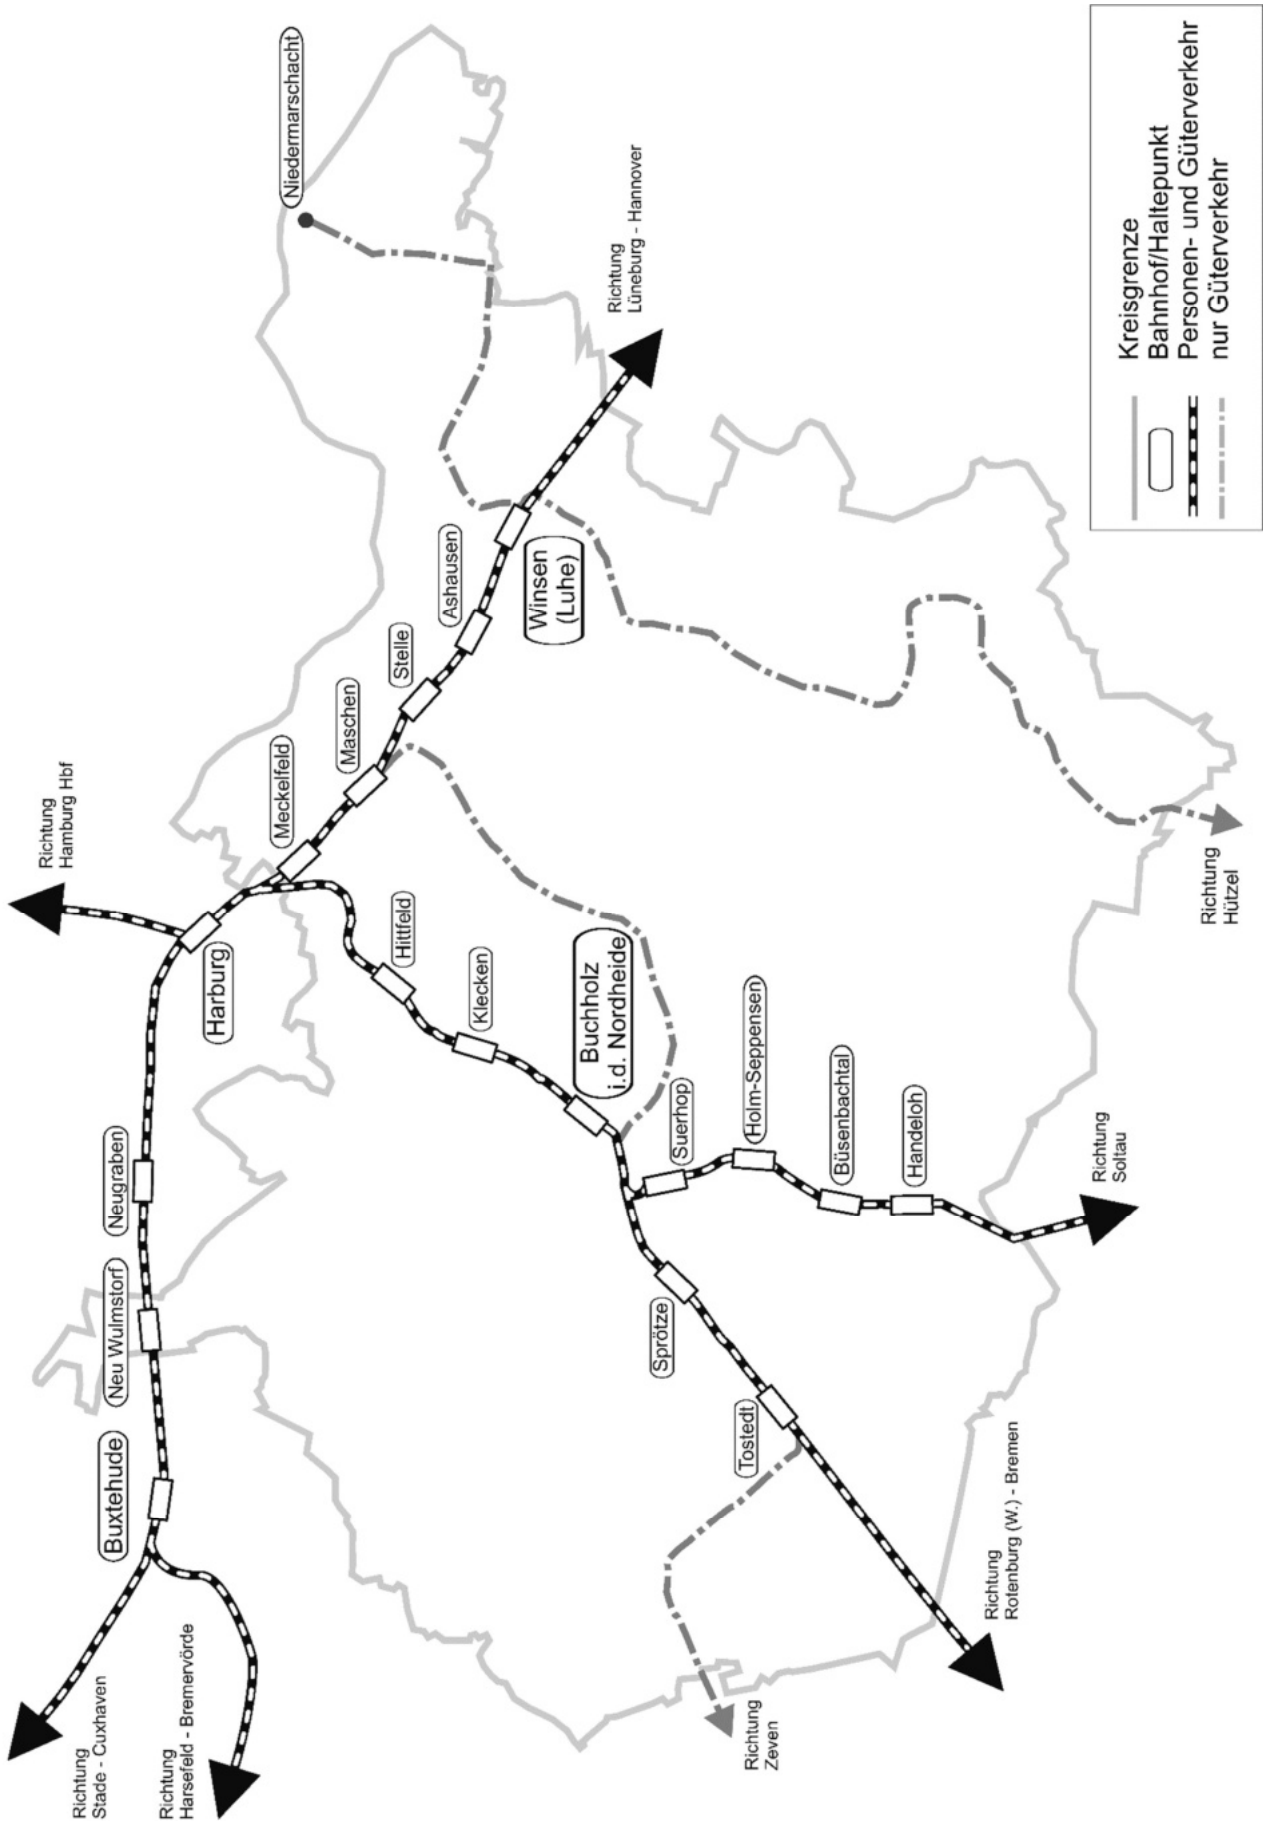 Richtung
Stade - Cuxhaven
Richtung
Harsefeld - Bremervörde
Buxtehude
Neu Wulmstorf
Neugraben
Harburg
Richtung
Hamburg Hbf
Meckelfeld
Maschen
Stelle
Ashausen
Winsen
(Luhe)
Niedermarschacht
Richtung
Lüneburg - Hannover
Hittfeld
Klecken
Buchholz
i.d. Nordheide
Suerhop
Holm-Seppensen
Büsenbachtal
Handeloh
Richtung
Soltau
Sprötze
Tostedt
Richtung
Zeven
Richtung
Rotenburg (W.) - Bremen
Richtung
Hützel
Kreisgrenze
Bahnhof/Haltepunkt
Personen- und Güterverkehr
nur Güterverkehr